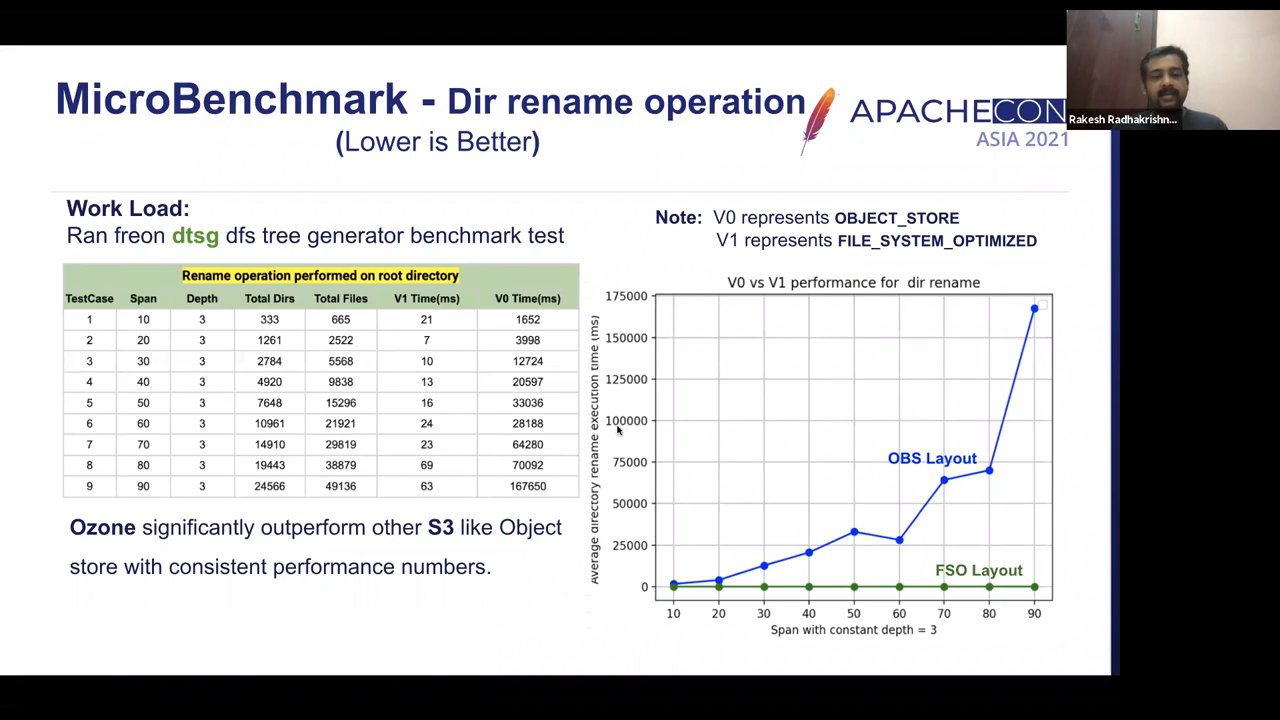 MicroBenchmark - Dir rename operation
(Lower is Better)
APACHECON
ASIA 2021
Rakesh Radhakrishn...
Work Load:
Ran freon dtsg dfs tree generator benchmark test
Rename operation performed on root directory
TestCase Span Depth Total Dirs Total Files V1 Time(ms) V0 Time(ms)
1 10 3 333 665 21 1652
2 20 3 1261 2522 7 3998
3 30 3 2784 5568 10 12724
4 40 3 4920 9838 13 20597
5 50 3 7648 15296 16 33036
6 60 3 10961 21921 24 28188
7 70 3 14910 29819 23 64280
8 80 3 19443 38879 69 70092
9 90 3 24566 49136 63 167650
Ozone significantly outperform other S3 like Object
store with consistent performance numbers.
Note: V0 represents OBJECT_STORE
V1 represents FILE_SYSTEM_OPTIMIZED
V0 vs V1 performance for dir rename
Average directory rename execution time (ms)
175000
150000
125000
100000
75000
50000
25000
0
OBS Layout
FSO Layout
10 20 30 40 50 60 70 80 90
Span with constant depth = 3